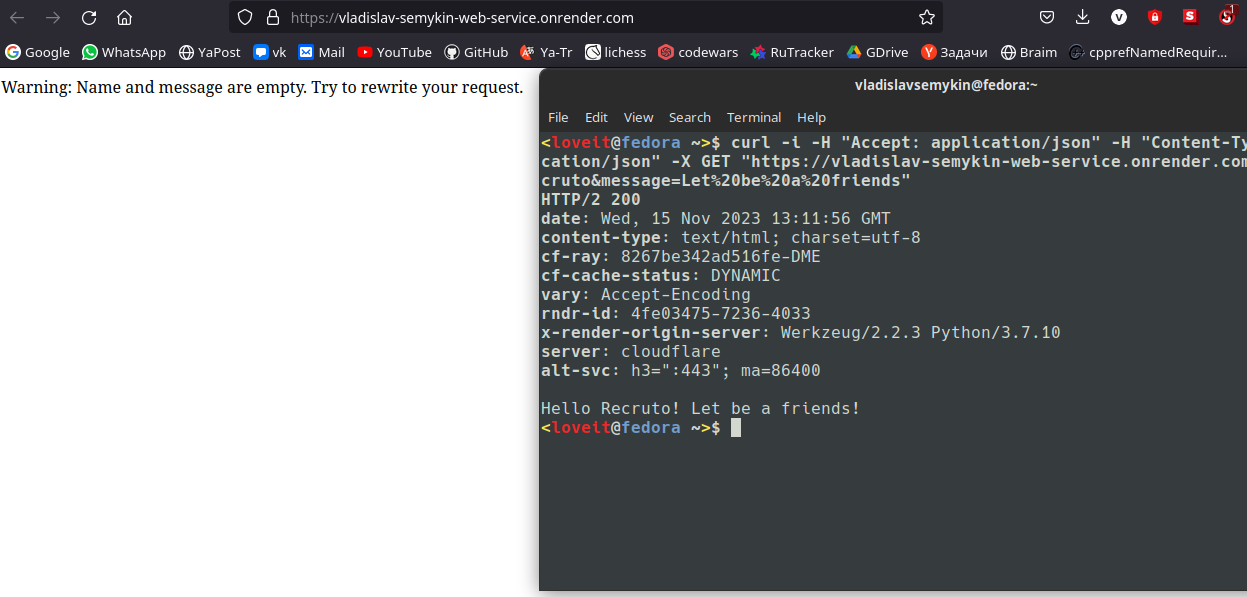 https://vladislav-semykin-web-service.onrender.com
Google WhatsApp YaPost vk Mail YouTube GitHub Ya-Tr lichess codewars RuTracker GDrive Задачи Braim cpprefNamedRequir...
Warning: Name and message are empty. Try to rewrite your request.
vladislavsemykin@fedora:~
File Edit View Search Terminal Help
<loveit@fedora ~>$ curl -i -H "Accept: application/json" -H "Content-Ty
cation/json" -X GET "https://vladislav-semykin-web-service.onrender.com
cruto&message=Let%20be%20a%20friends"
HTTP/2 200
date: Wed, 15 Nov 2023 13:11:56 GMT
content-type: text/html; charset=utf-8
cf-ray: 8267be342ad516fe-DME
cf-cache-status: DYNAMIC
vary: Accept-Encoding
rndr-id: 4fe03475-7236-4033
x-render-origin-server: Werkzeug/2.2.3 Python/3.7.10
server: cloudflare
alt-svc: h3=":443"; ma=86400
Hello Recruto! Let be a friends!
<loveit@fedora ~>$